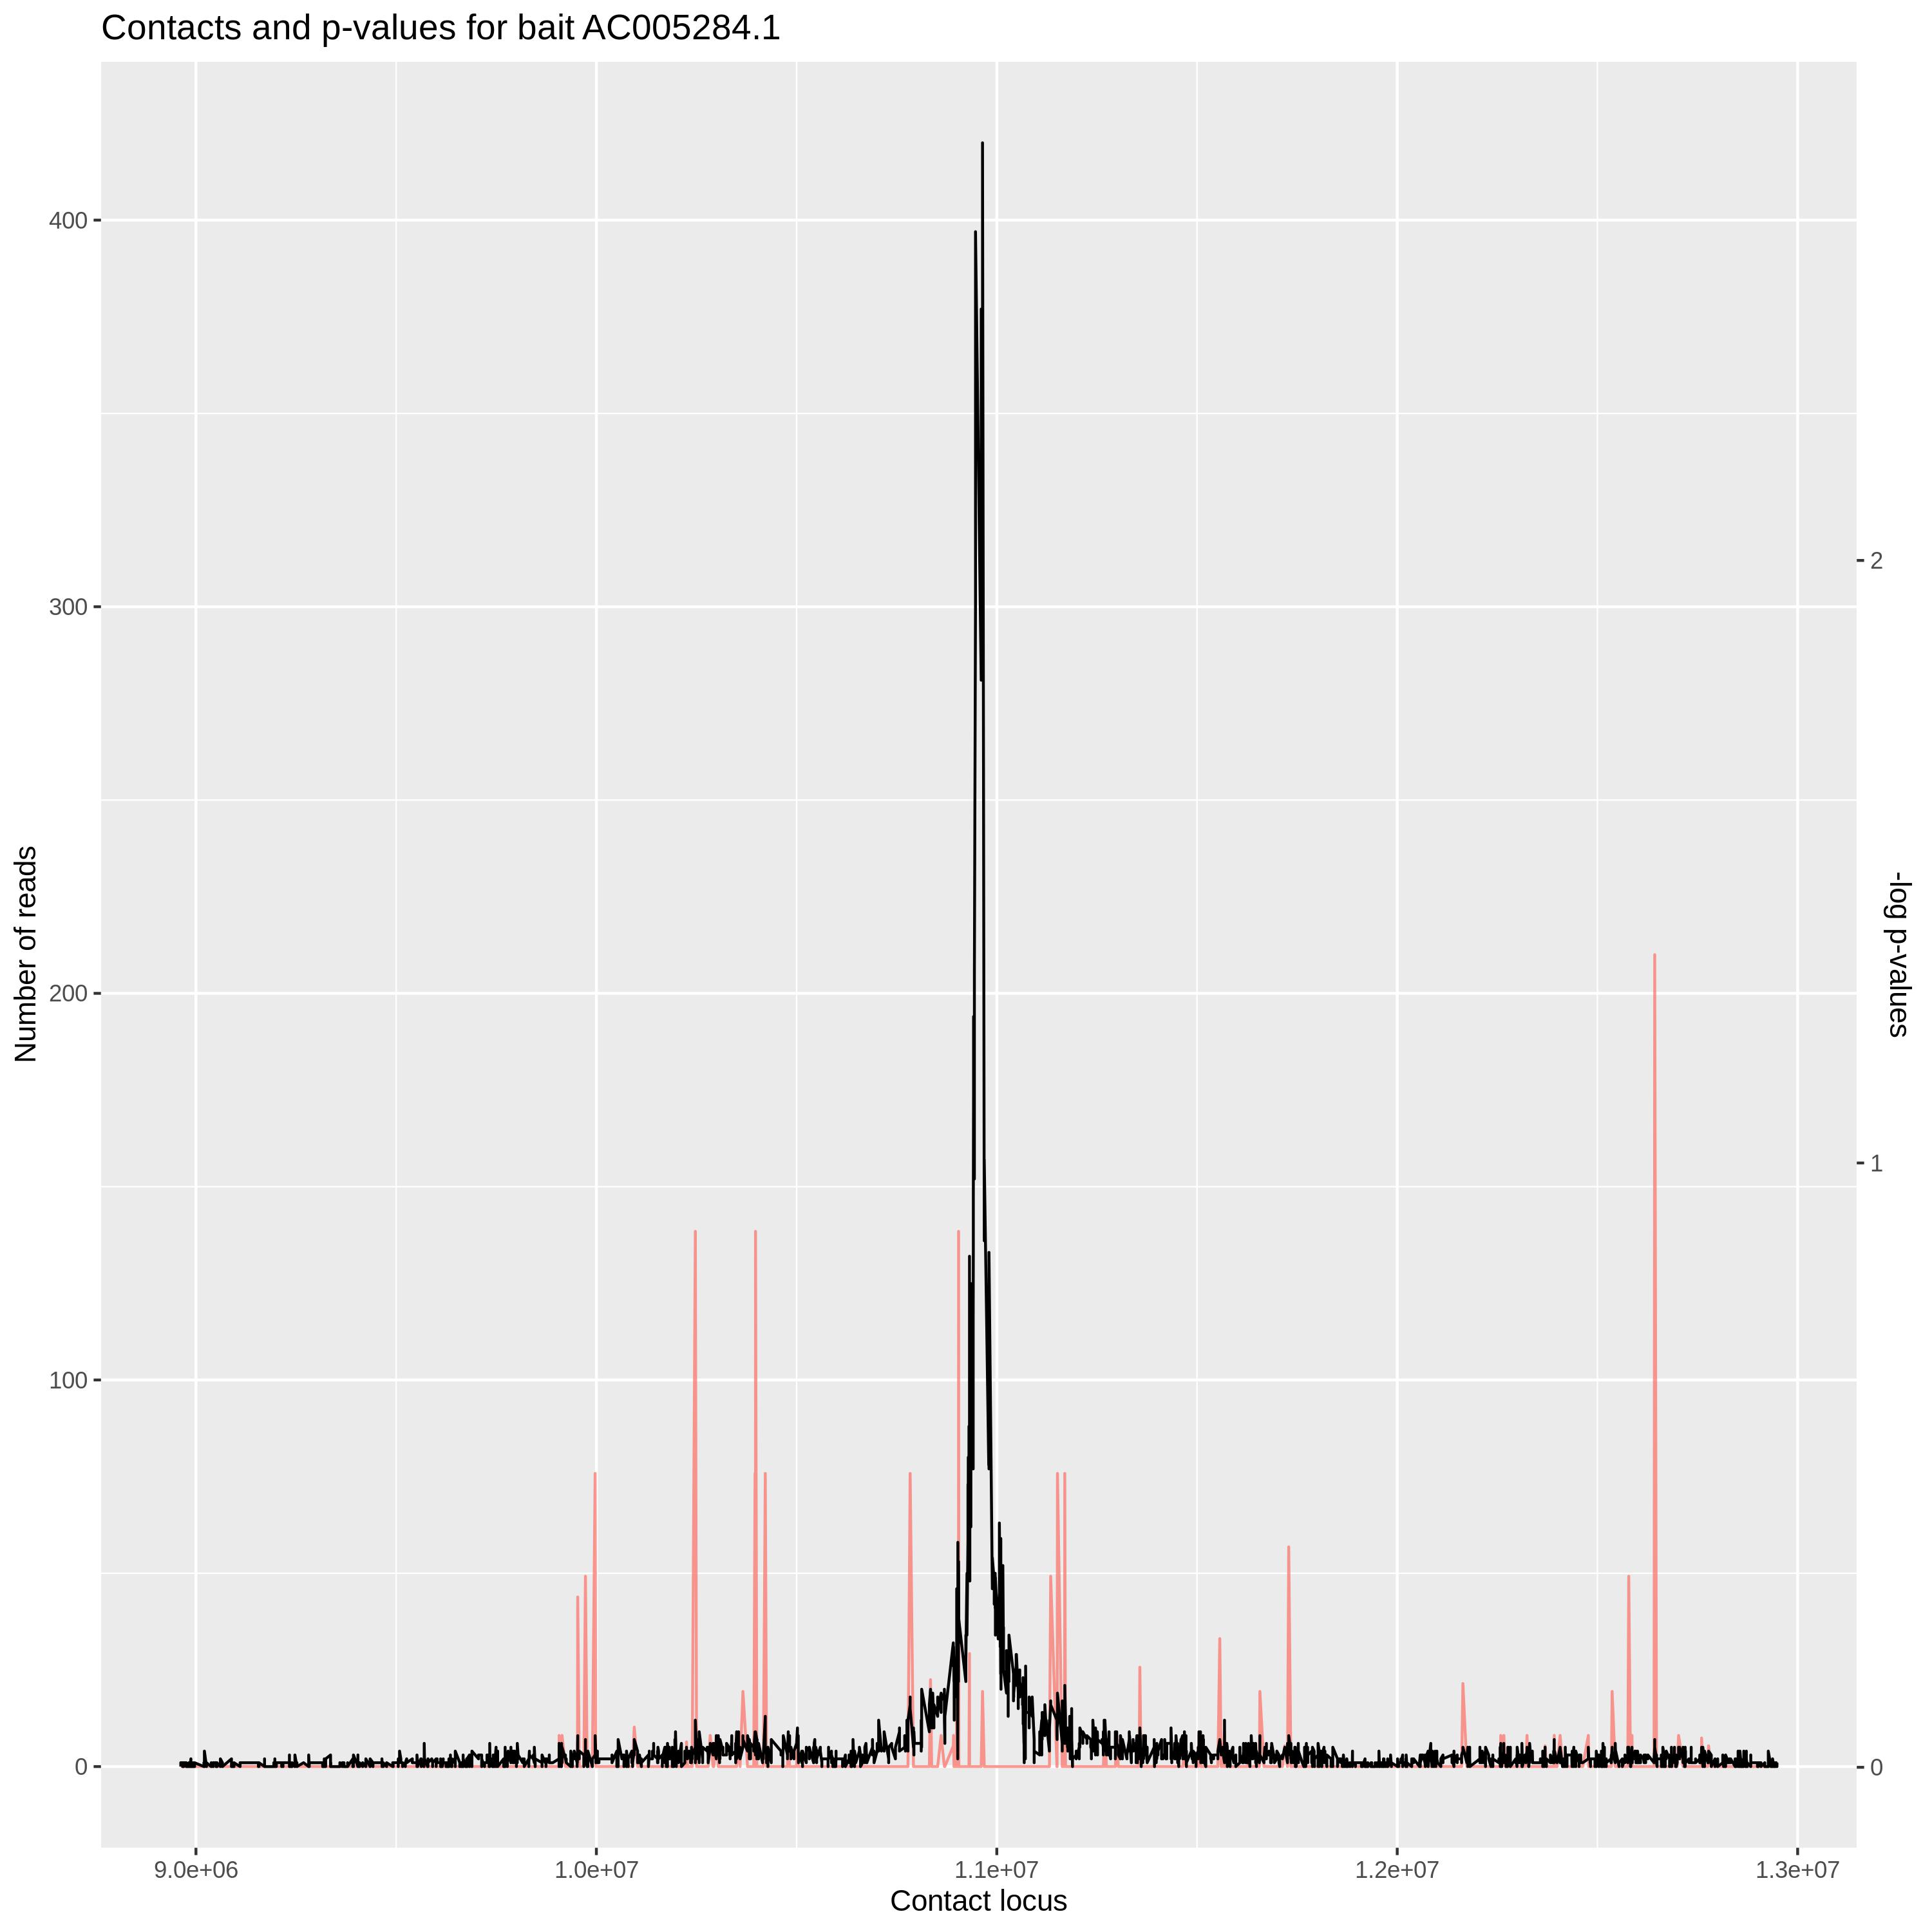 Contacts and p-values for bait AC005284.1
400
300
200
100
0
Number of reads
2
1
0
-log p-values
9.0e+06 1.0e+07 1.1e+07 1.2e+07 1.3e+07
Contact locus